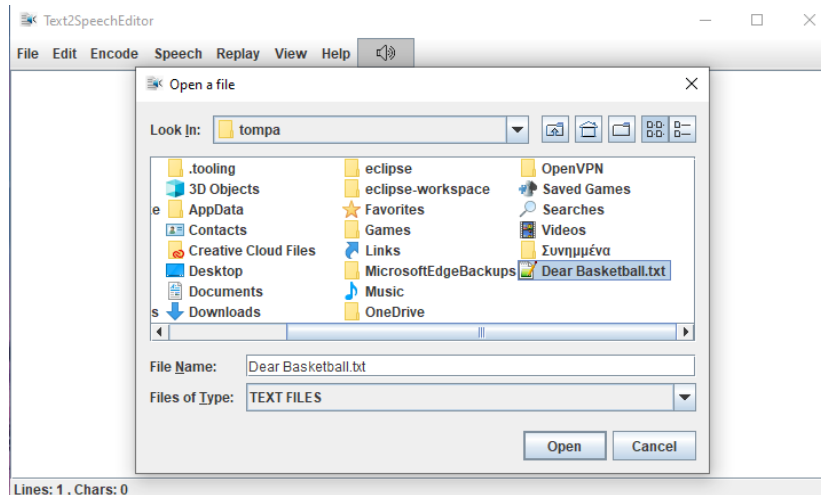 Text2SpeechEditor
File Edit Encode Speech Replay View Help
Open a file
Look In: tompa
.tooling eclipse OpenVPN
3D Objects eclipse-workspace Saved Games
e AppData Favorites Searches
Contacts Games Videos
Creative Cloud Files Links Συνημμένα
Desktop MicrosoftEdgeBackups Dear Basketball.txt
Documents Music
s Downloads OneDrive
File Name: Dear Basketball.txt
Files of Type: TEXT FILES
Open Cancel
Lines: 1 , Chars: 0